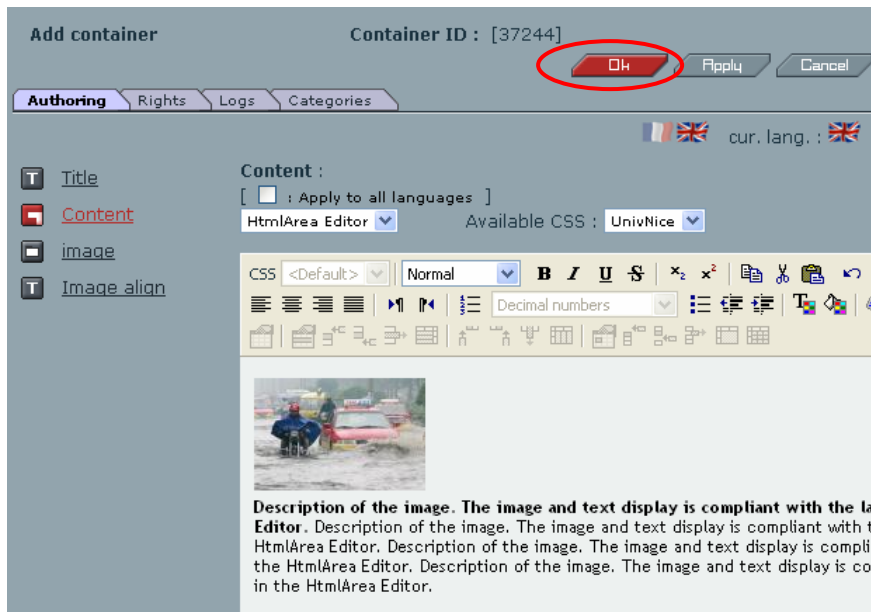 Add container Container ID : [37244]
Ok Apply Cancel
Authoring Rights Logs Categories
cur. lang. :
Title
Content
image
Image align
Content :
[ : Apply to all languages ]
HtmlArea Editor Available CSS : UnivNice
CSS <Default> Normal B I U S x₂ x²
Decimal numbers
Description of the image. The image and text display is compliant with the
Editor. Description of the image. The image and text display is compliant with
HtmlArea Editor. Description of the image. The image and text display is
the HtmlArea Editor. Description of the image. The image and text display is
in the HtmlArea Editor.